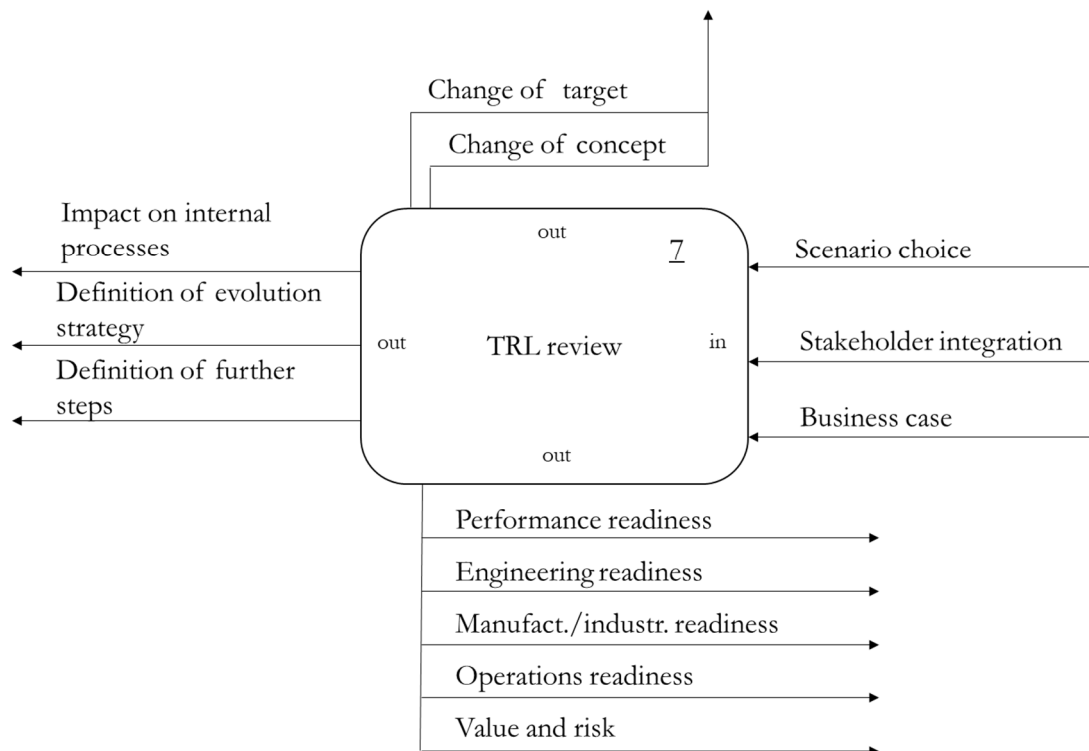 Change of target
Change of concept
Impact on internal
processes
out
7
Scenario choice
Definition of evolution
strategy
out
TRL review
in
Stakeholder integration
Definition of further
steps
Business case
out
Performance readiness
Engineering readiness
Manufact./industr. readiness
Operations readiness
Value and risk